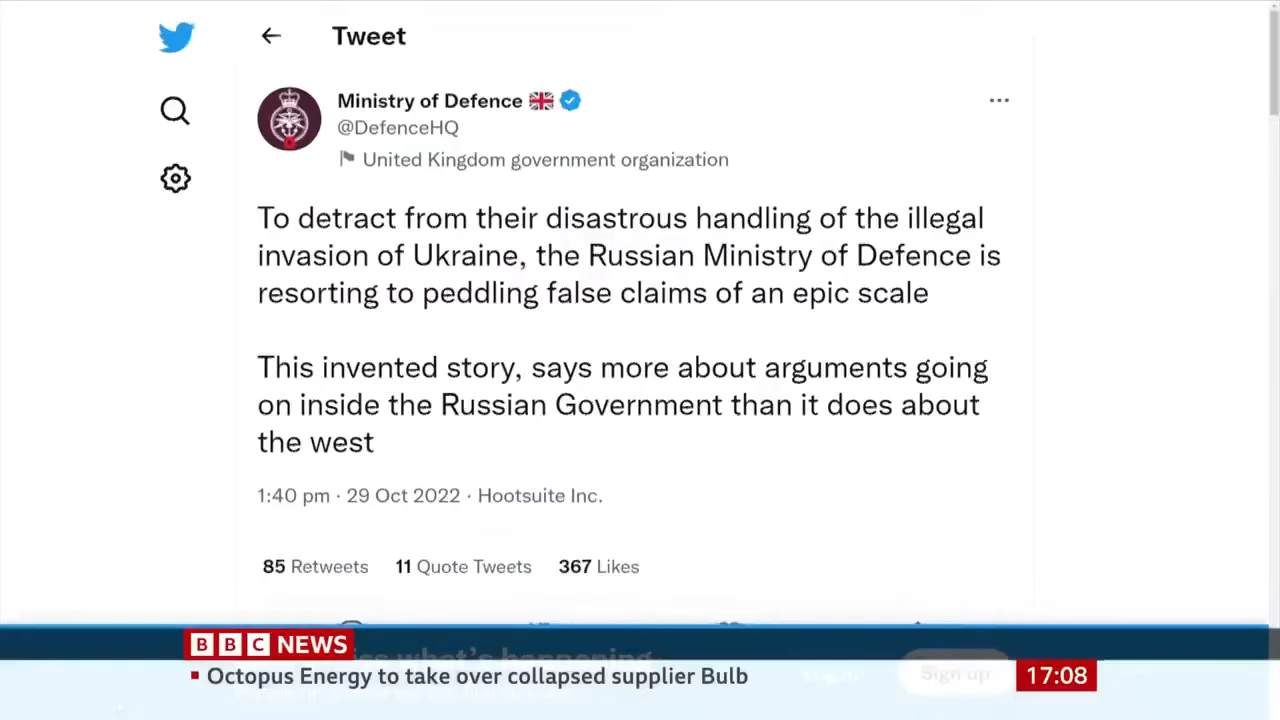 Tweet
Ministry of Defence
@DefenceHQ
United Kingdom government organization
To detract from their disastrous handling of the illegal
invasion of Ukraine, the Russian Ministry of Defence is
resorting to peddling false claims of an epic scale
This invented story, says more about arguments going
on inside the Russian Government than it does about
the west
1:40 pm · 29 Oct 2022 · Hootsuite Inc.
85 Retweets 11 Quote Tweets 367 Likes
BBC NEWS
Octopus Energy to take over collapsed supplier Bulb
Sign up
17:08